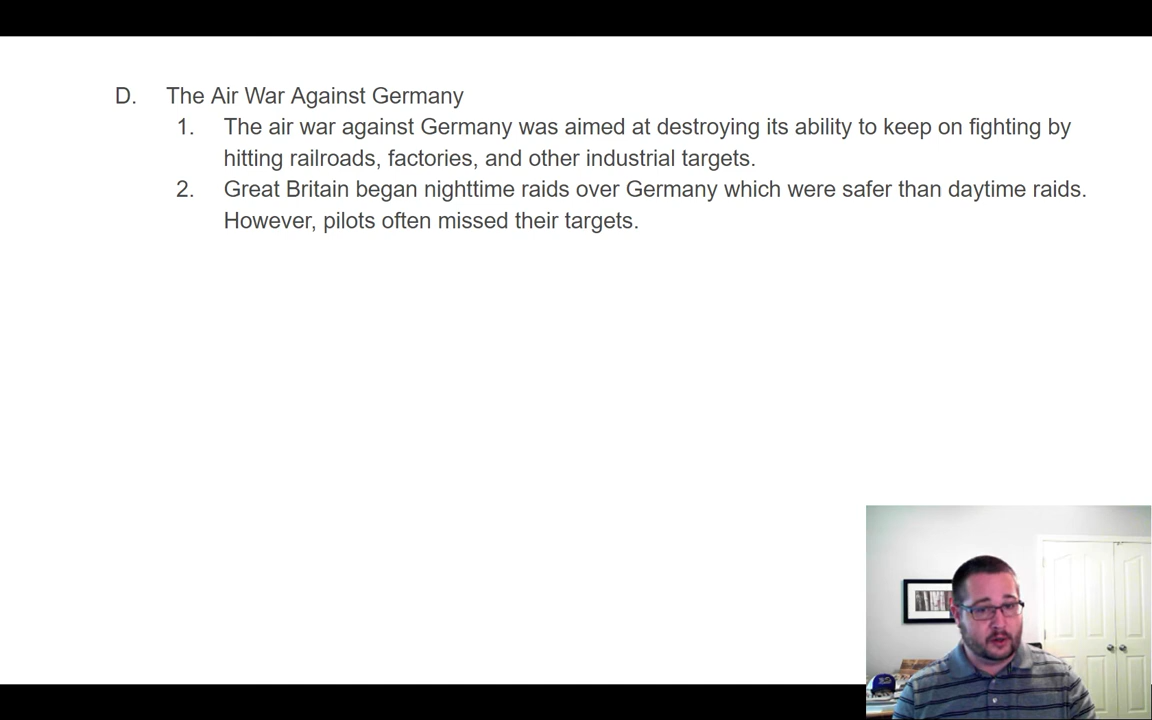 D. The Air War Against Germany
1. The air war against Germany was aimed at destroying its ability to keep on fighting by
hitting railroads, factories, and other industrial targets.
2. Great Britain began nighttime raids over Germany which were safer than daytime raids.
However, pilots often missed their targets.